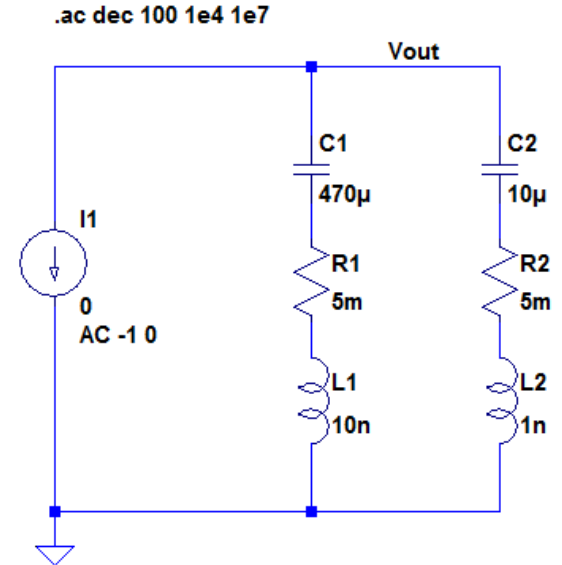 .ac dec 100 1e4 1e7
Vout
C1
470µ
C2
10µ
I1
0
AC -1 0
R1
5m
R2
5m
L1
10n
L2
1n